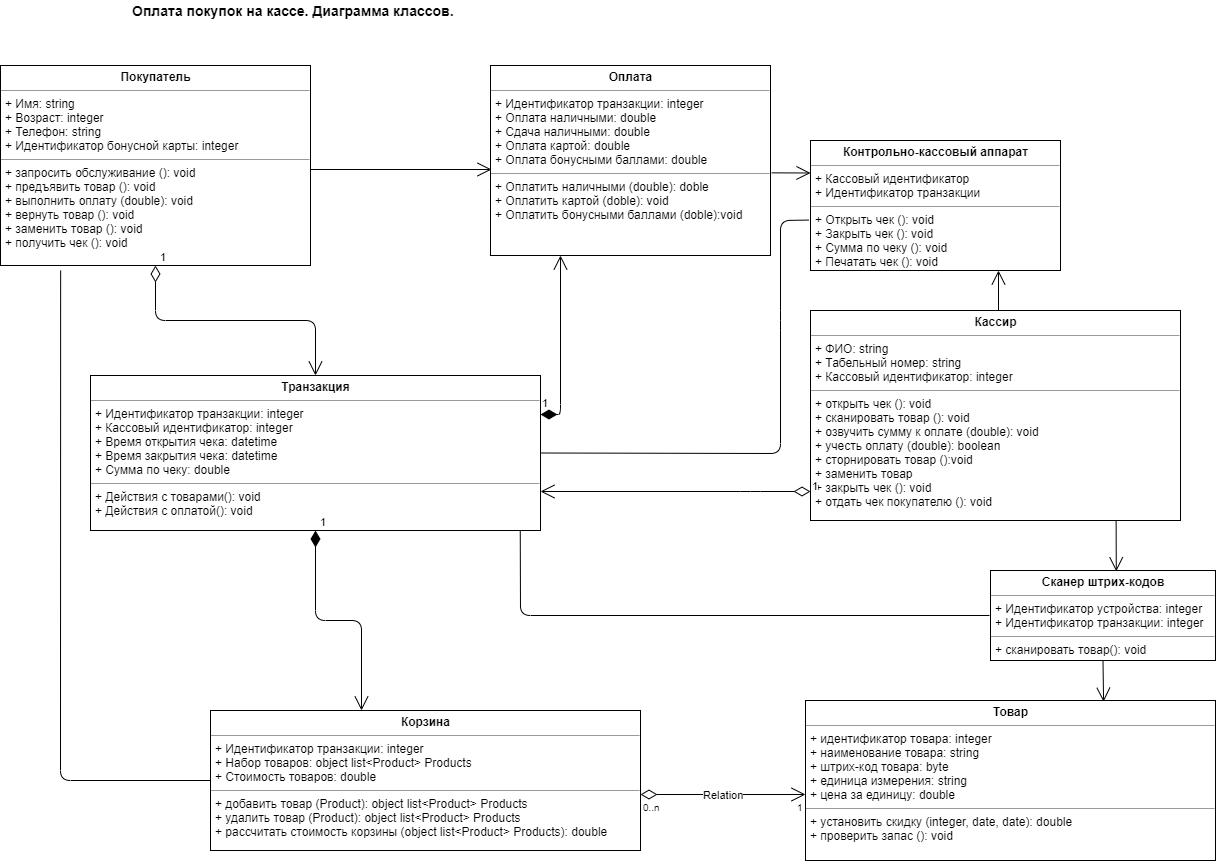 Оплата покупок на кассе. Диаграмма классов.
Покупатель
+ Имя: string
+ Возраст: integer
+ Телефон: string
+ Идентификатор бонусной карты: integer
+ запросить обслуживание (): void
+ предъявить товар (): void
+ выполнить оплату (double): void
+ вернуть товар (): void
+ заменить товар (): void
+ получить чек (): void
1
Оплата
+ Идентификатор транзакции: integer
+ Оплата наличными: double
+ Сдача наличными: double
+ Оплата картой: double
+ Оплата бонусными баллами: double
+ Оплатить наличными (double): doble
+ Оплатить картой (doble): void
+ Оплатить бонусными баллами (doble):void
Контрольно-кассовый аппарат
+ Кассовый идентификатор
+ Идентификатор транзакции
+ Открыть чек (): void
+ Закрыть чек (): void
+ Сумма по чеку (): void
+ Печатать чек (): void
Кассир
+ ФИО: string
+ Табельный номер: string
+ Кассовый идентификатор: integer
+ открыть чек (): void
+ сканировать товар (): void
+ озвучить сумму к оплате (double): void
+ учесть оплату (double): boolean
+ сторнировать товар ():void
+ заменить товар
+ закрыть чек (): void
+ отдать чек покупателю (): void
1
Транзакция
+ Идентификатор транзакции: integer
+ Кассовый идентификатор: integer
+ Время открытия чека: datetime
+ Время закрытия чека: datetime
+ Сумма по чеку: double
+ Действия с товарами(): void
+ Действия с оплатой(): void
1
1
Сканер штрих-кодов
+ Идентификатор устройства: integer
+ Идентификатор транзакции: integer
+ сканировать товар(): void
Корзина
+ Идентификатор транзакции: integer
+ Набор товаров: object list<Product> Products
+ Стоимость товаров: double
+ добавить товар (Product): object list<Product> Products
+ удалить товар (Product): object list<Product> Products
+ рассчитать стоимость корзины (object list<Product> Products): double
Relation
0..n
1
Товар
+ идентификатор товара: integer
+ наименование товара: string
+ штрих-код товара: byte
+ единица измерения: string
+ цена за единицу: double
+ установить скидку (integer, date, date): double
+ проверить запас (): void